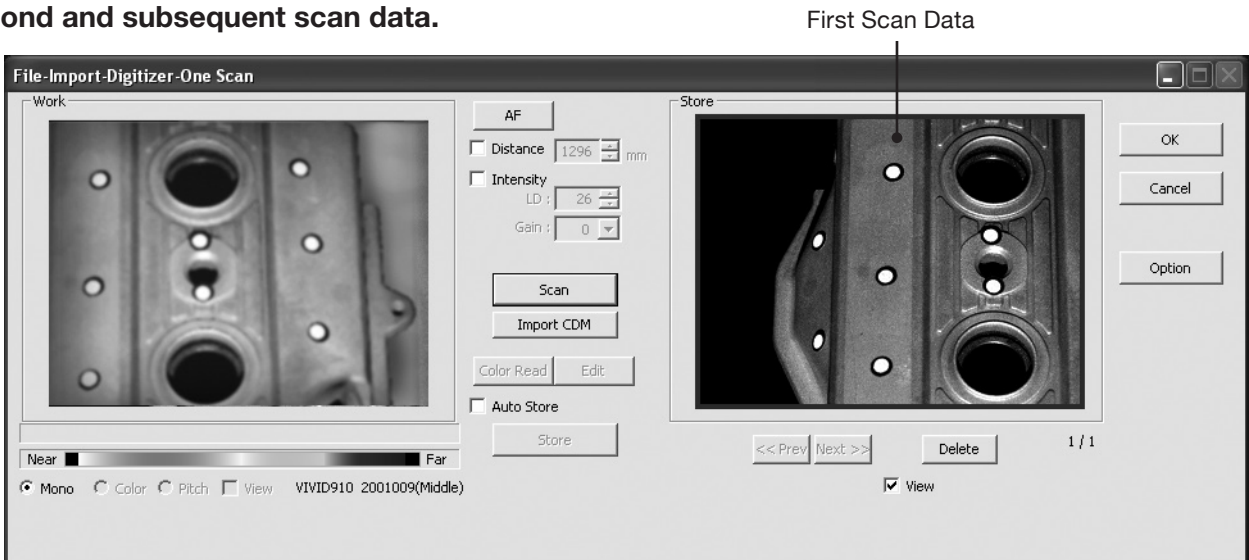 ond and subsequent scan data.
First Scan Data
File-Import-Digitizer-One Scan
Work
AF
Distance 1296 mm
Intensity
LD : 26
Gain : 0
Scan
Import CDM
Color Read Edit
Auto Store
Store
Near Far
Mono Color Pitch View VIVID910 2001009(Middle)
Store
<< Prev Next >> Delete 1 / 1
View
OK
Cancel
Option